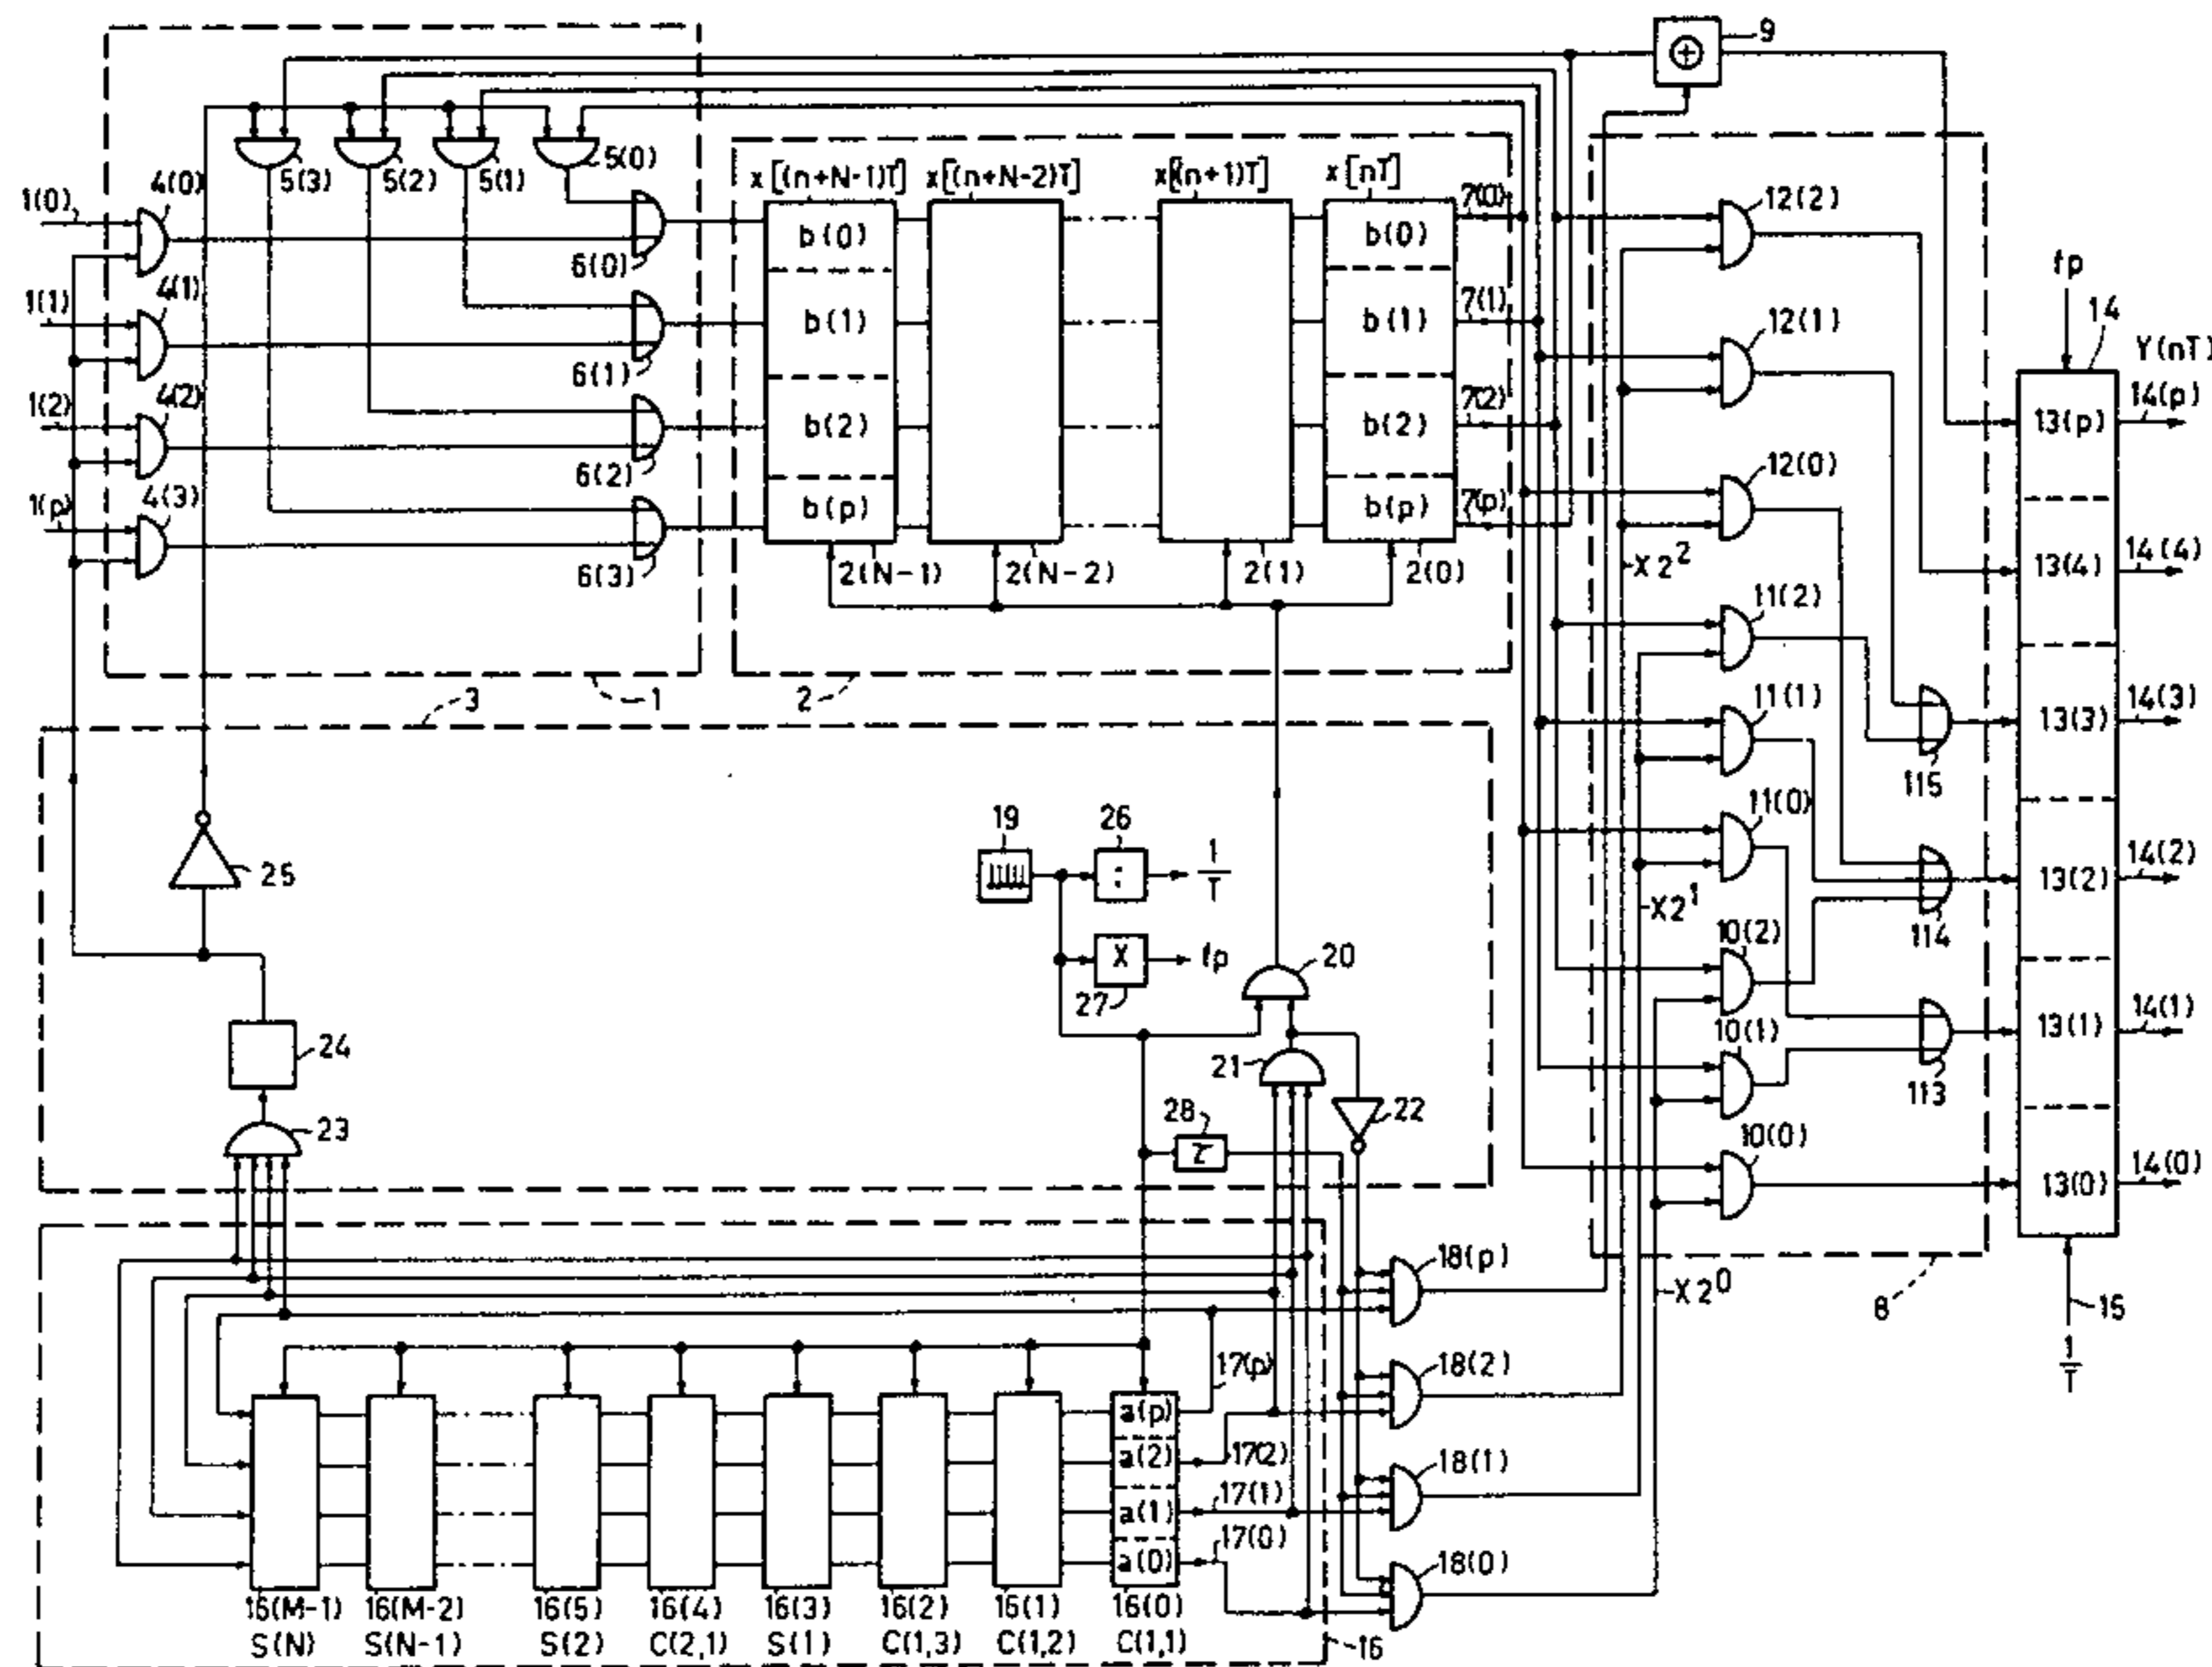 9
1(0)
4(0)
5(3)
5(2)
5(1)
5(0)
x[(n+N-1)T]
x[(n+N-2)T]
x[(n+1)T]
x[nT]
7(0)
12(2)
6(0)
b(0)
b(0)
fp
1(1)
4(1)
7(1)
12(1)
14
b(1)
b(1)
Y(nT)
6(1)
1(2)
4(2)
7(2)
14(p)
b(2)
b(2)
13(p)
6(2)
12(0)
1(p)
4(3)
b(p)
b(p)
7(p)
6(3)
2(N-1)
2(N-2)
2(1)
2(0)
X2²
13(4)
14(4)
11(2)
3
1
2
11(1)
13(3)
14(3)
115
19
26
11(0)
25
:
1/T
13(2)
14(2)
X2¹
114
10(2)
X
fp
20
27
24
13(1)
14(1)
21
10(1)
113
23
28
22
τ
10(0)
13(0)
14(0)
18(p)
X2⁰
8
15
1/T
17(p)
18(2)
a(p)
a(2)
17(2)
18(1)
a(1)
17(1)
a(0)
17(0)
18(0)
16(M-1)
16(M-2)
16(5)
16(4)
16(3)
16(2)
16(1)
16(0)
S(N)
S(N-1)
S(2)
C(2,1)
S(1)
C(1,3)
C(1,2)
C(1,1)
16